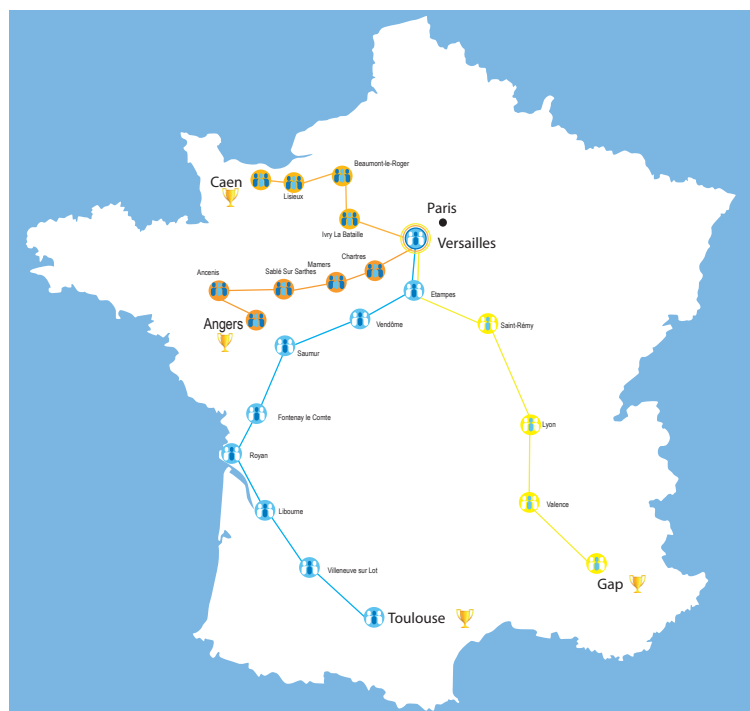 Beaumont-le-Roger
Caen
Lisieux
Paris
Ivry La Bataille
Versailles
Chartres
Mamers
Sablé Sur Sarthes
Ancenis
Etampes
Angers
Vendôme
Saint-Rémy
Saumur
Fontenay le Comte
Lyon
Royan
Valence
Libourne
Villeneuve sur Lot
Gap
Toulouse